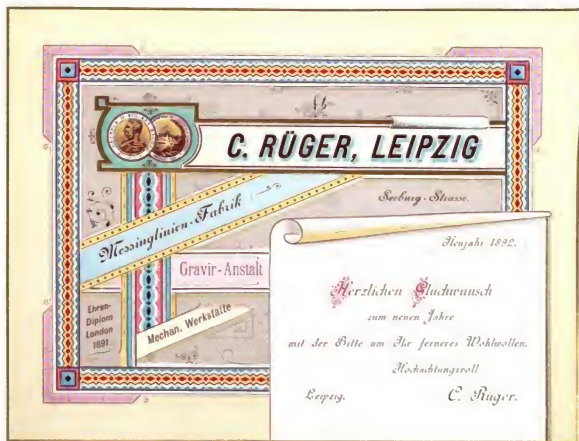 C. RÜGER, LEIPZIG
Messinglinien-Fabrik
Seeburg-Strasse.
Gravir-Anstalt
Ehren-
Diplom
London
1891
Mechan. Werkstätte
Neujahr 1892.
Herzlichen Glückwunsch
zum neuen Jahre
mit der Bitte um Ihr ferneres Wohlwollen.
Hochachtungsvoll
Leipzig. C. Rüger.